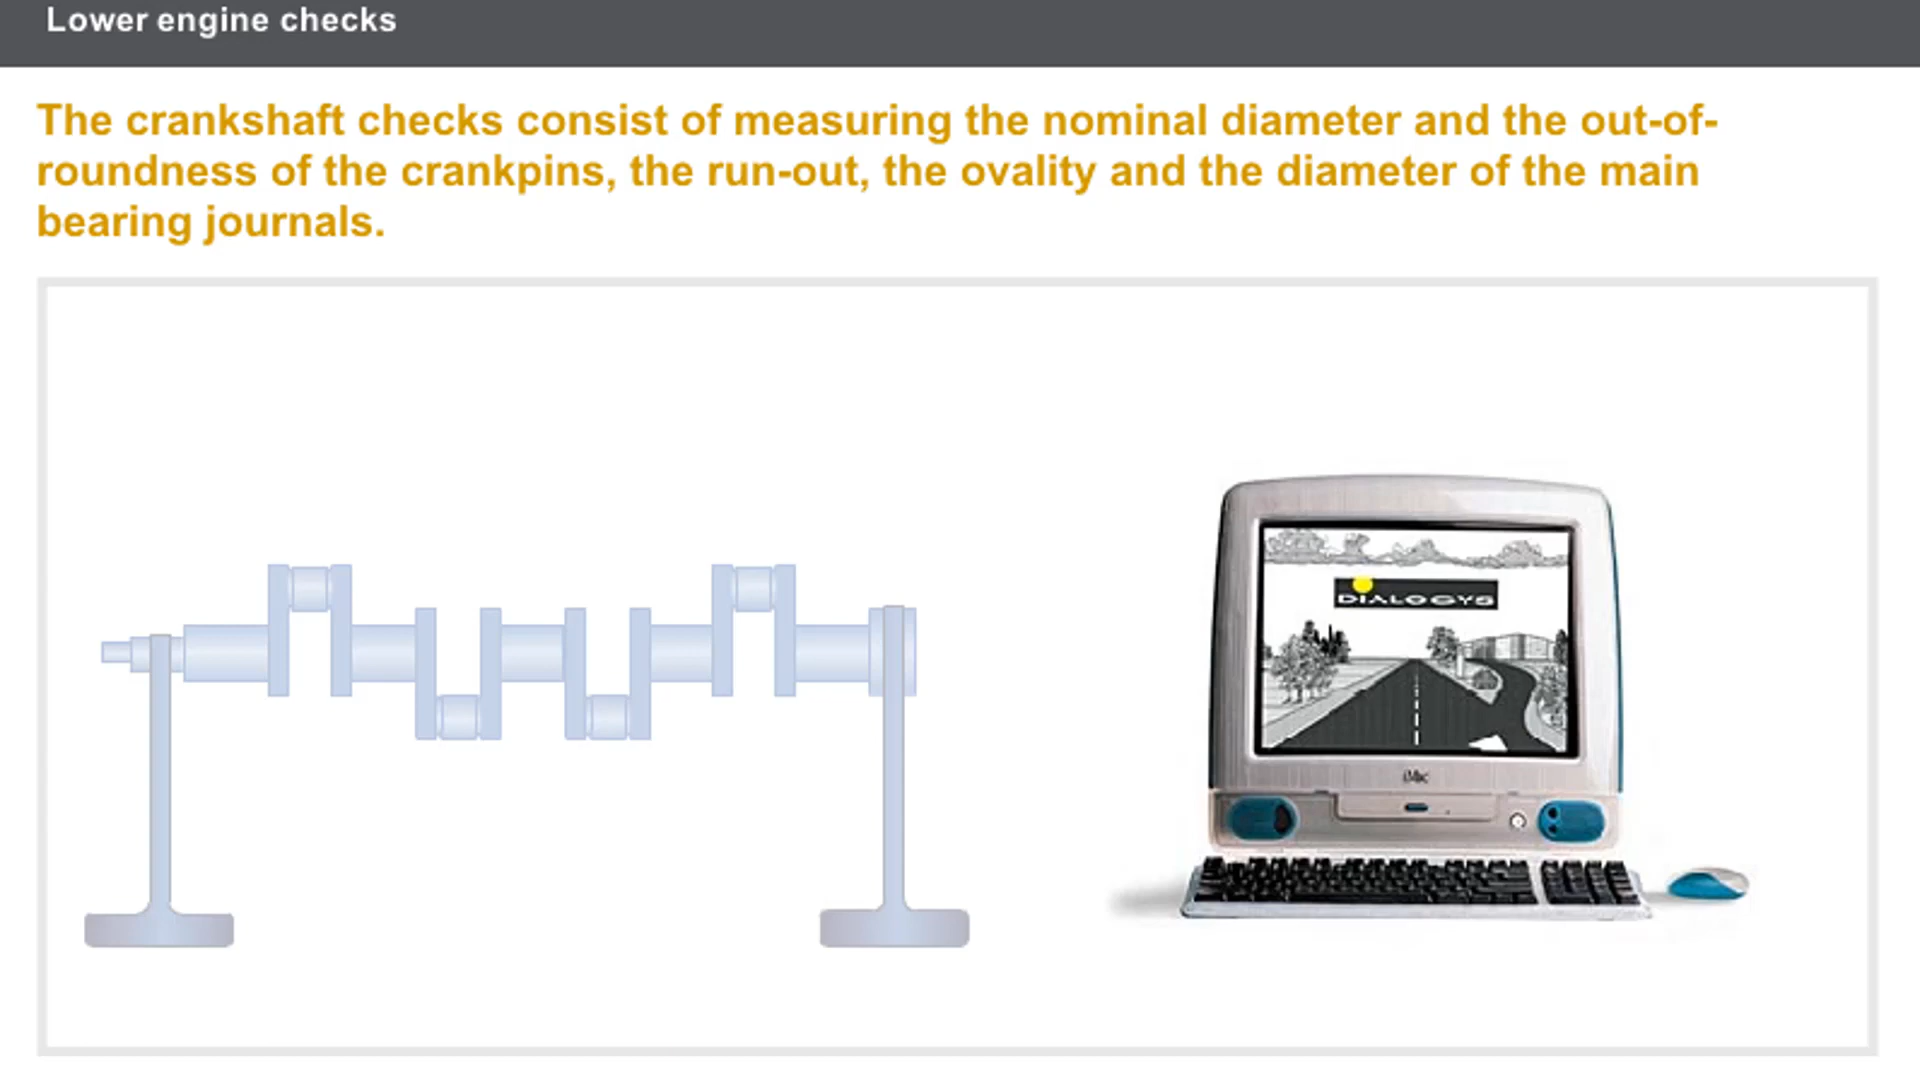 Lower engine checks
The crankshaft checks consist of measuring the nominal diameter and the out-of-
roundness of the crankpins, the run-out, the ovality and the diameter of the main
bearing journals.
DIALOGYS
iMac